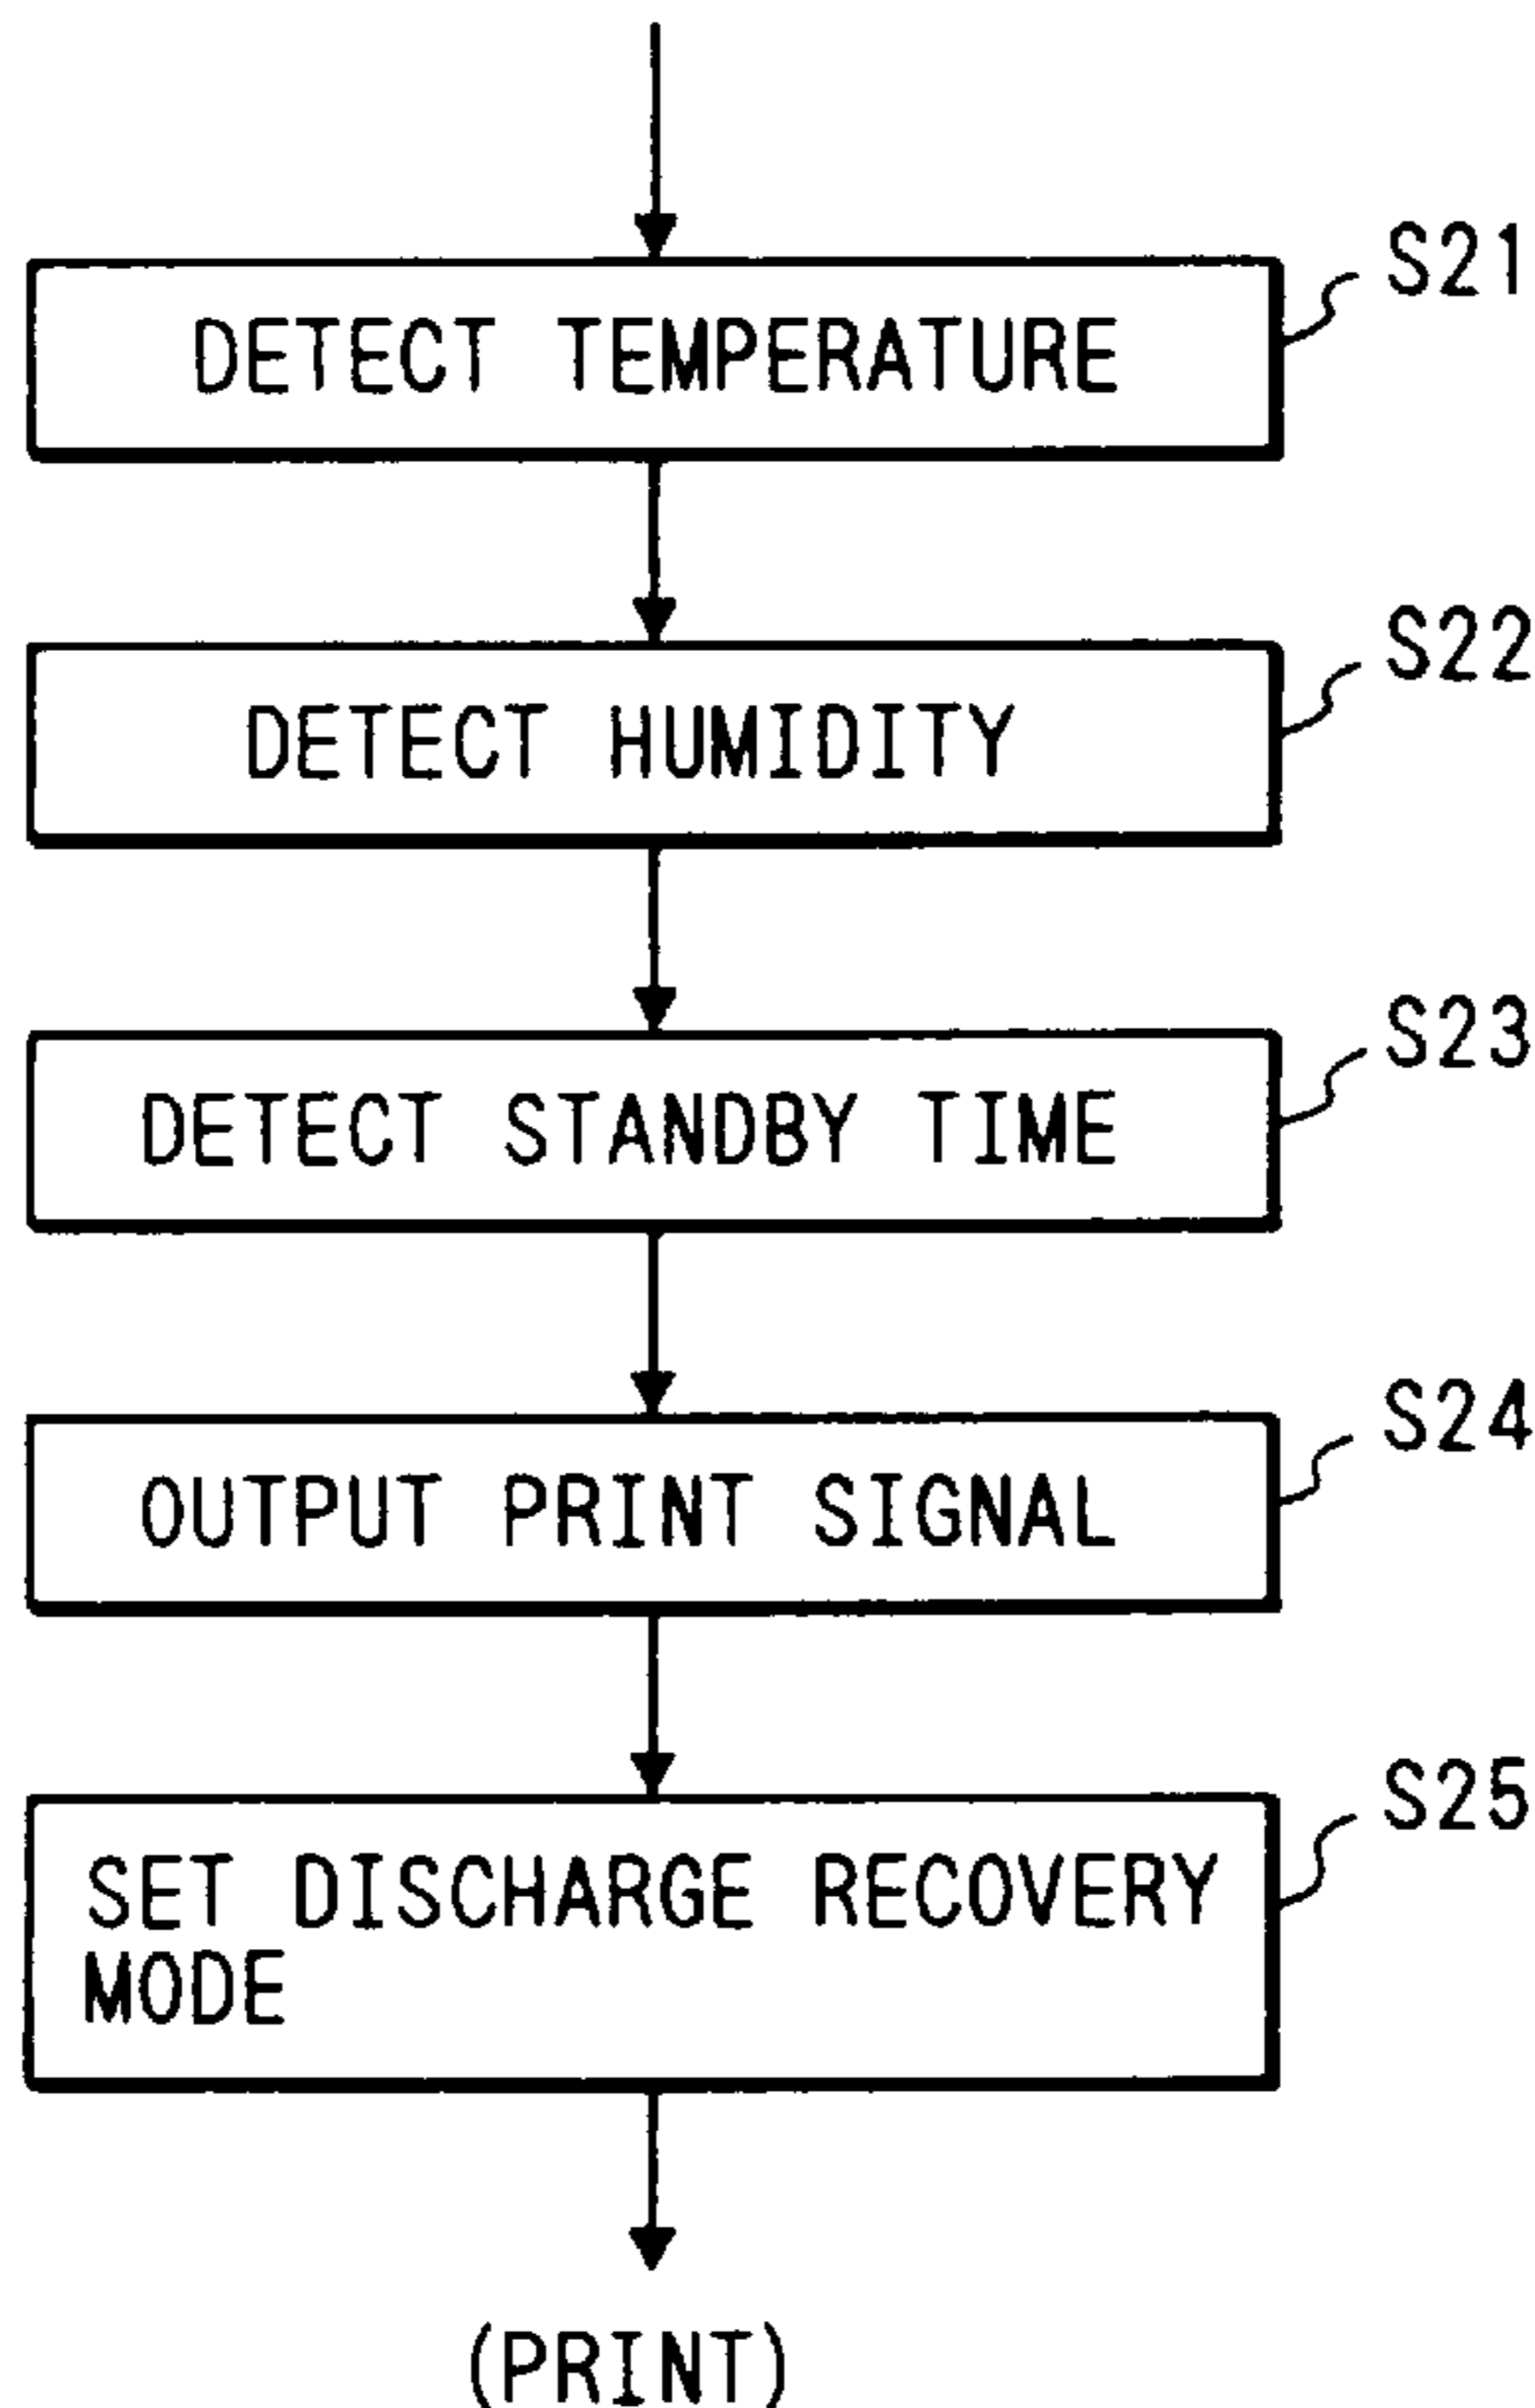 S21
DETECT TEMPERATURE
S22
DETECT HUMIDITY
S23
DETECT STANDBY TIME
S24
OUTPUT PRINT SIGNAL
S25
SET DISCHARGE RECOVERY
MODE
(PRINT)